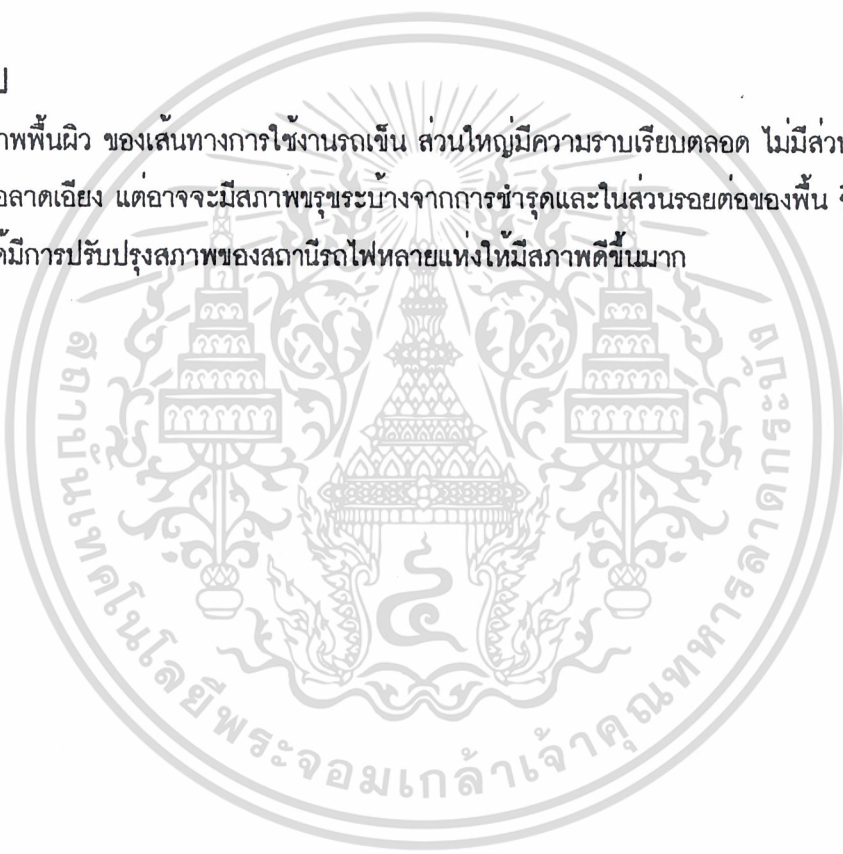 าพพื้นผิว ของเส้นทางการใช้งานรถเข็น ส่วนใหญ่มีความราบเรียบตลอด ไม่มีส่วน
อลาดเอียง แต่อาจจะมีสภาพขรุขระบ้างจากการชำรุดและในส่วนรอยต่อของพื้น
ด้มีการปรับปรุงสภาพของสถานีรถไฟหลายแห่งให้มีสภาพดีขึ้นมาก
สถาบันเทคโนโลยีพระจอมเกล้าเจ้าคุณทหารลาดกระบัง